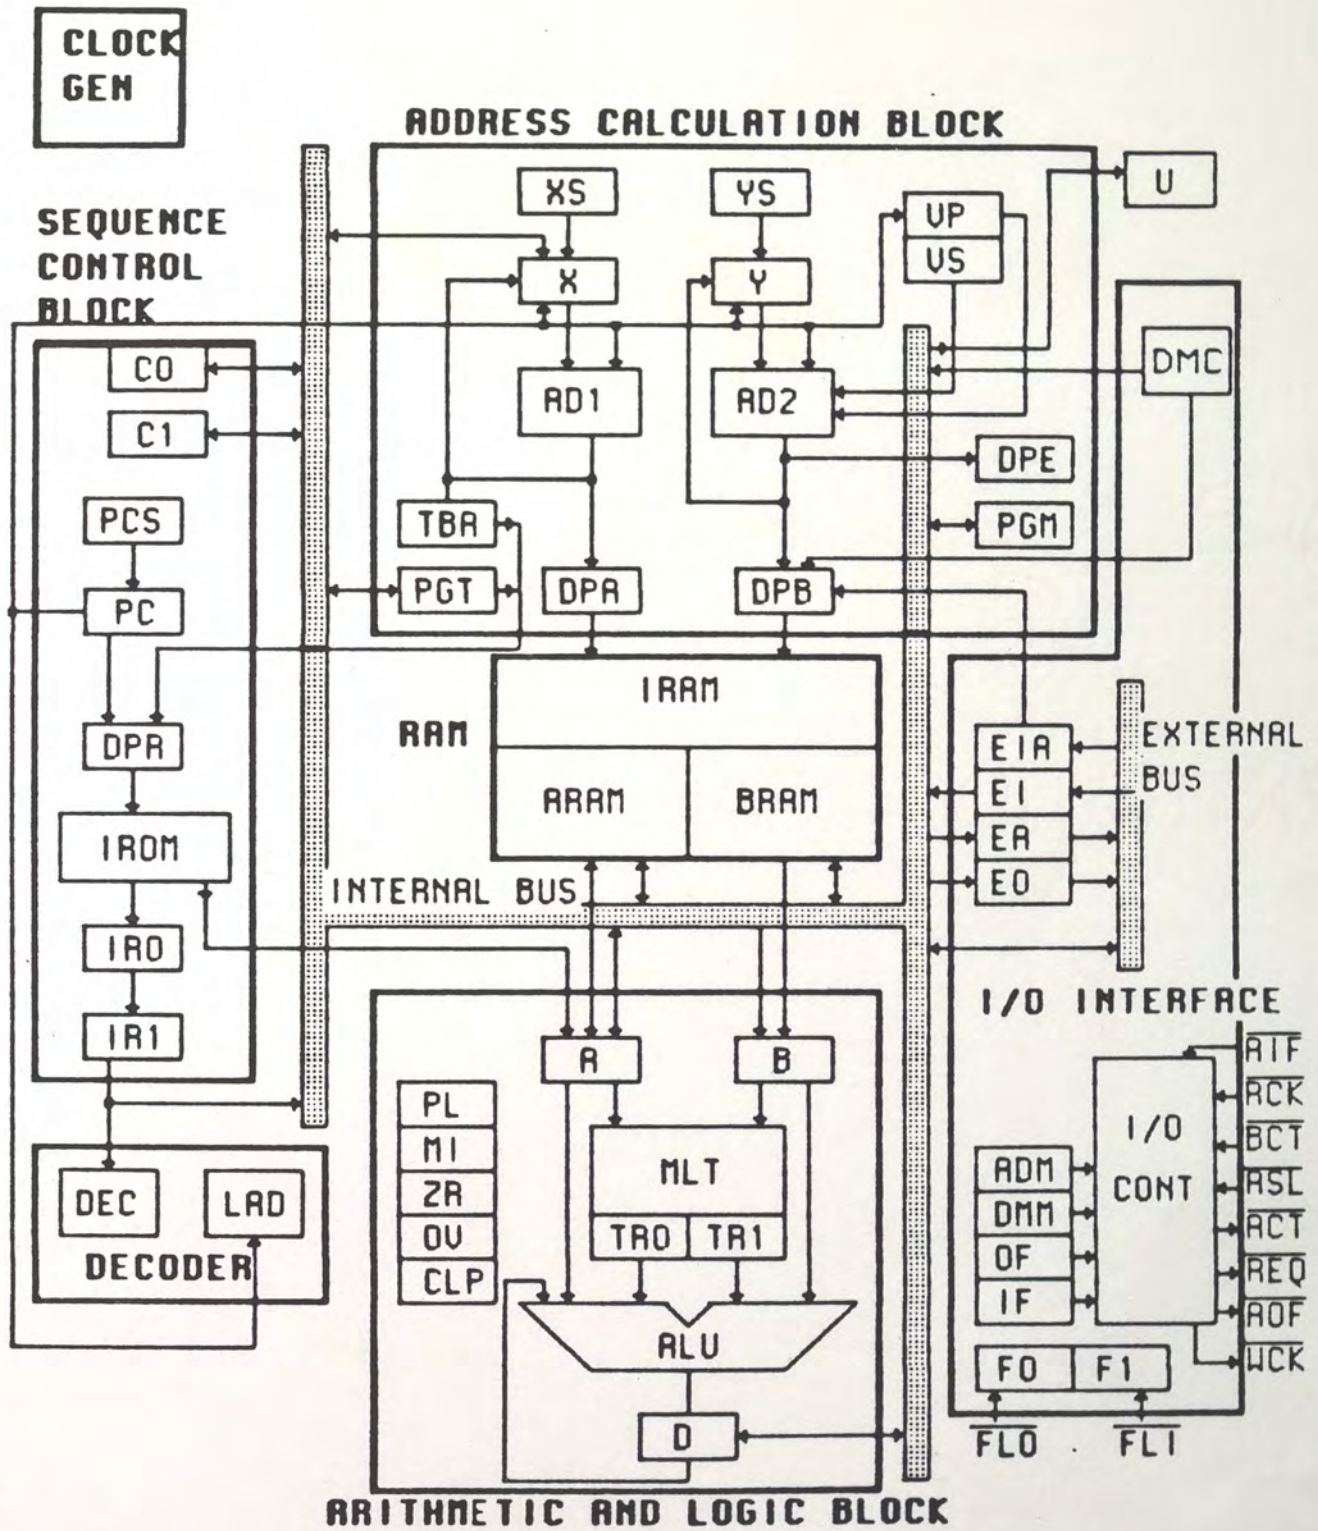 CLOCK
GEN
ADDRESS CALCULATION BLOCK
XS
YS
U
VP
VS
SEQUENCE
CONTROL
BLOCK
X
Y
C0
AD1
AD2
DMC
C1
DPE
PCS
TBA
PGM
PC
PGT
DPA
DPB
IRAM
RAM
DPR
EIA
EXTERNAL
BUS
ARAM
BRAM
EI
IROM
EA
EO
INTERNAL BUS
IR0
I/O INTERFACE
IR1
A
B
AIF
PL
RCK
MI
MLT
I/O
CONT
BCT
ZR
ADM
ASL
DEC
LAD
DMM
ACT
OV
TR0
TR1
OF
REQ
DECODER
CLP
IF
AOF
ALU
F0
F1
WCK
D
FL0
FL1
ARITHMETIC AND LOGIC BLOCK